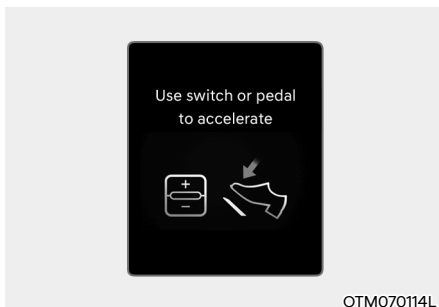 Use switch or pedal
to accelerate
+
−
OTM070114L